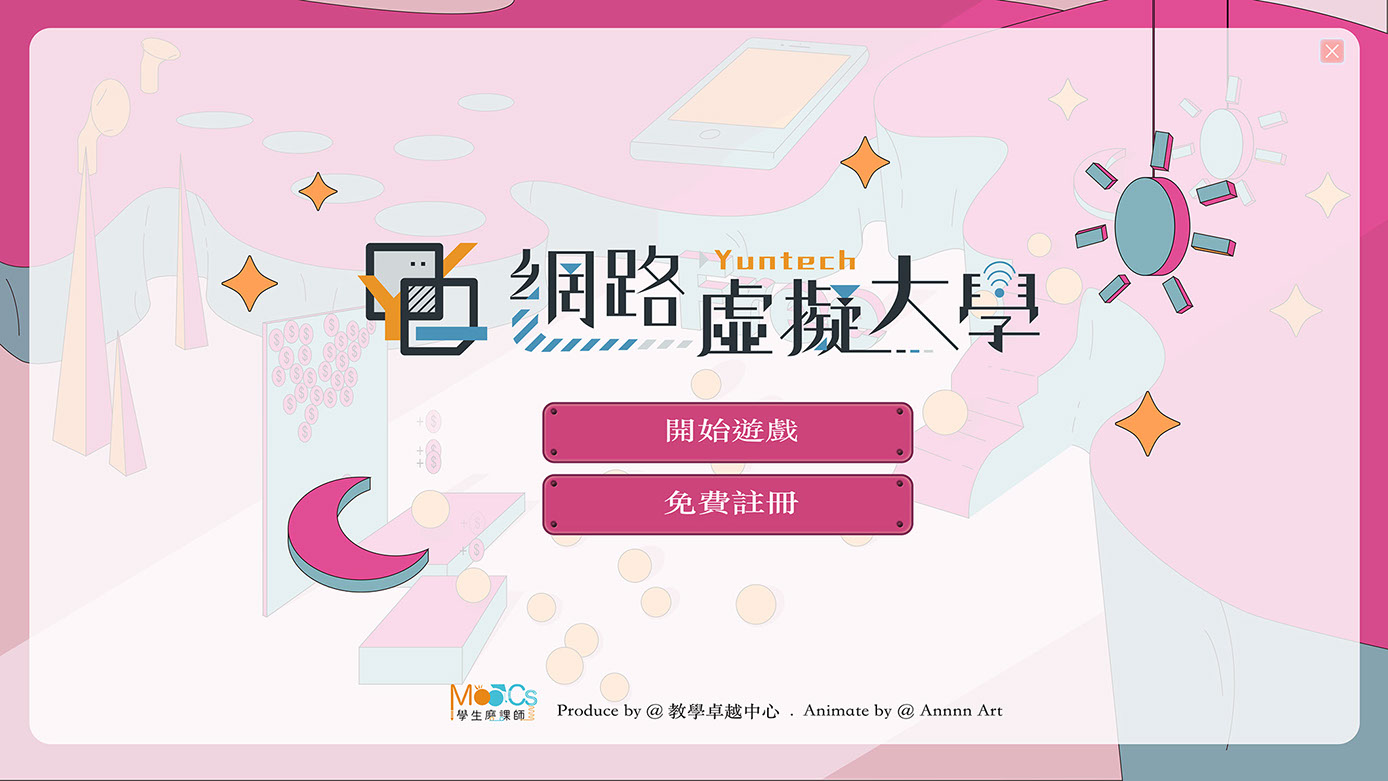 Yuntech
網路虛擬大學
開始遊戲
免費註冊
MOOCs
學生磨課師
Produce by @ 教學卓越中心 . Animate by @ Annnn Art